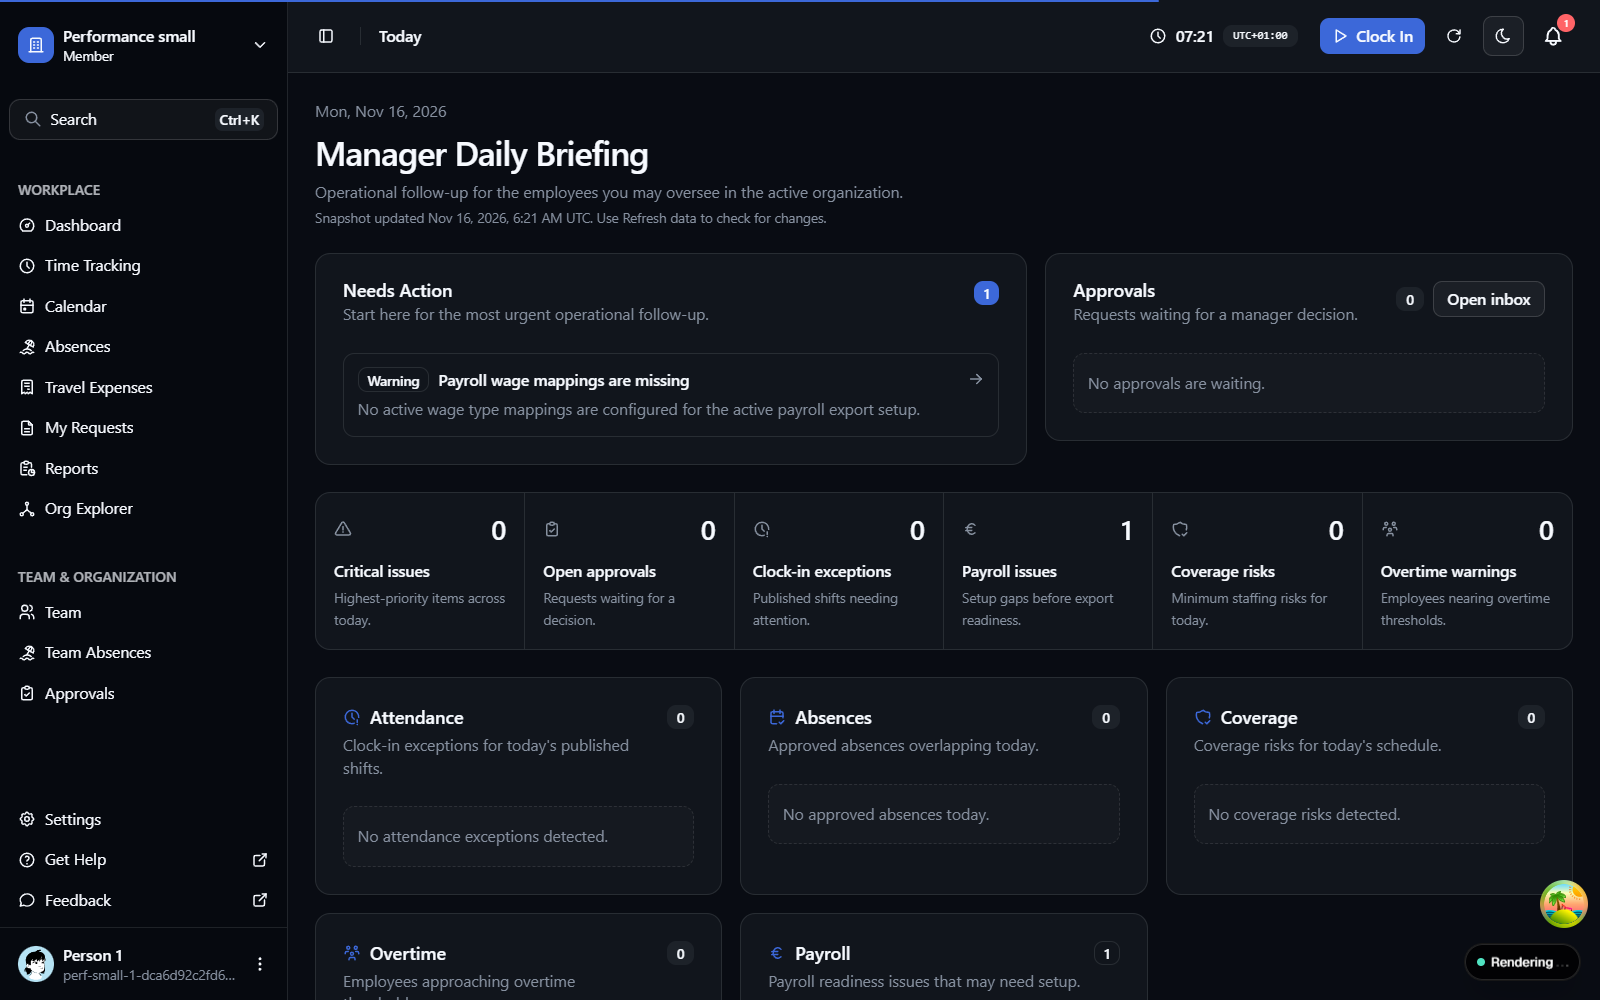 Performance small
Member
Search
Ctrl+K
WORKPLACE
Dashboard
Time Tracking
Calendar
Absences
Travel Expenses
My Requests
Reports
Org Explorer
TEAM & ORGANIZATION
Team
Team Absences
Approvals
Settings
Get Help
Feedback
Person 1
perf-small-1-dca6d92c2fd6...
Today
07:21
UTC+01:00
Clock In
1
Mon, Nov 16, 2026
Manager Daily Briefing
Operational follow-up for the employees you may oversee in the active organization.
Snapshot updated Nov 16, 2026, 6:21 AM UTC. Use Refresh data to check for changes.
Needs Action
1
Start here for the most urgent operational follow-up.
Warning
Payroll wage mappings are missing
No active wage type mappings are configured for the active payroll export setup.
Approvals
Requests waiting for a manager decision.
0
Open inbox
No approvals are waiting.
0
Critical issues
Highest-priority items across
today.
0
Open approvals
Requests waiting for a
decision.
0
Clock-in exceptions
Published shifts needing
attention.
€
1
Payroll issues
Setup gaps before export
readiness.
0
Coverage risks
Minimum staffing risks for
today.
0
Overtime warnings
Employees nearing overtime
thresholds.
Attendance
0
Clock-in exceptions for today's published
shifts.
No attendance exceptions detected.
Absences
0
Approved absences overlapping today.
No approved absences today.
Coverage
0
Coverage risks for today's schedule.
No coverage risks detected.
Overtime
0
Employees approaching overtime
€
Payroll
1
Payroll readiness issues that may need setup.
Rendering...